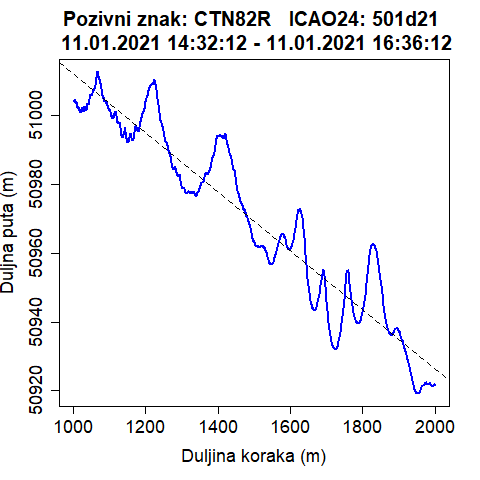 Pozivni znak: CTN82R   ICAO24: 501d21
11.01.2021 14:32:12 - 11.01.2021 16:36:12
Duljna puta (m)
51000
50980
50960
50940
50920
1000 1200 1400 1600 1800 2000
Duljina koraka (m)